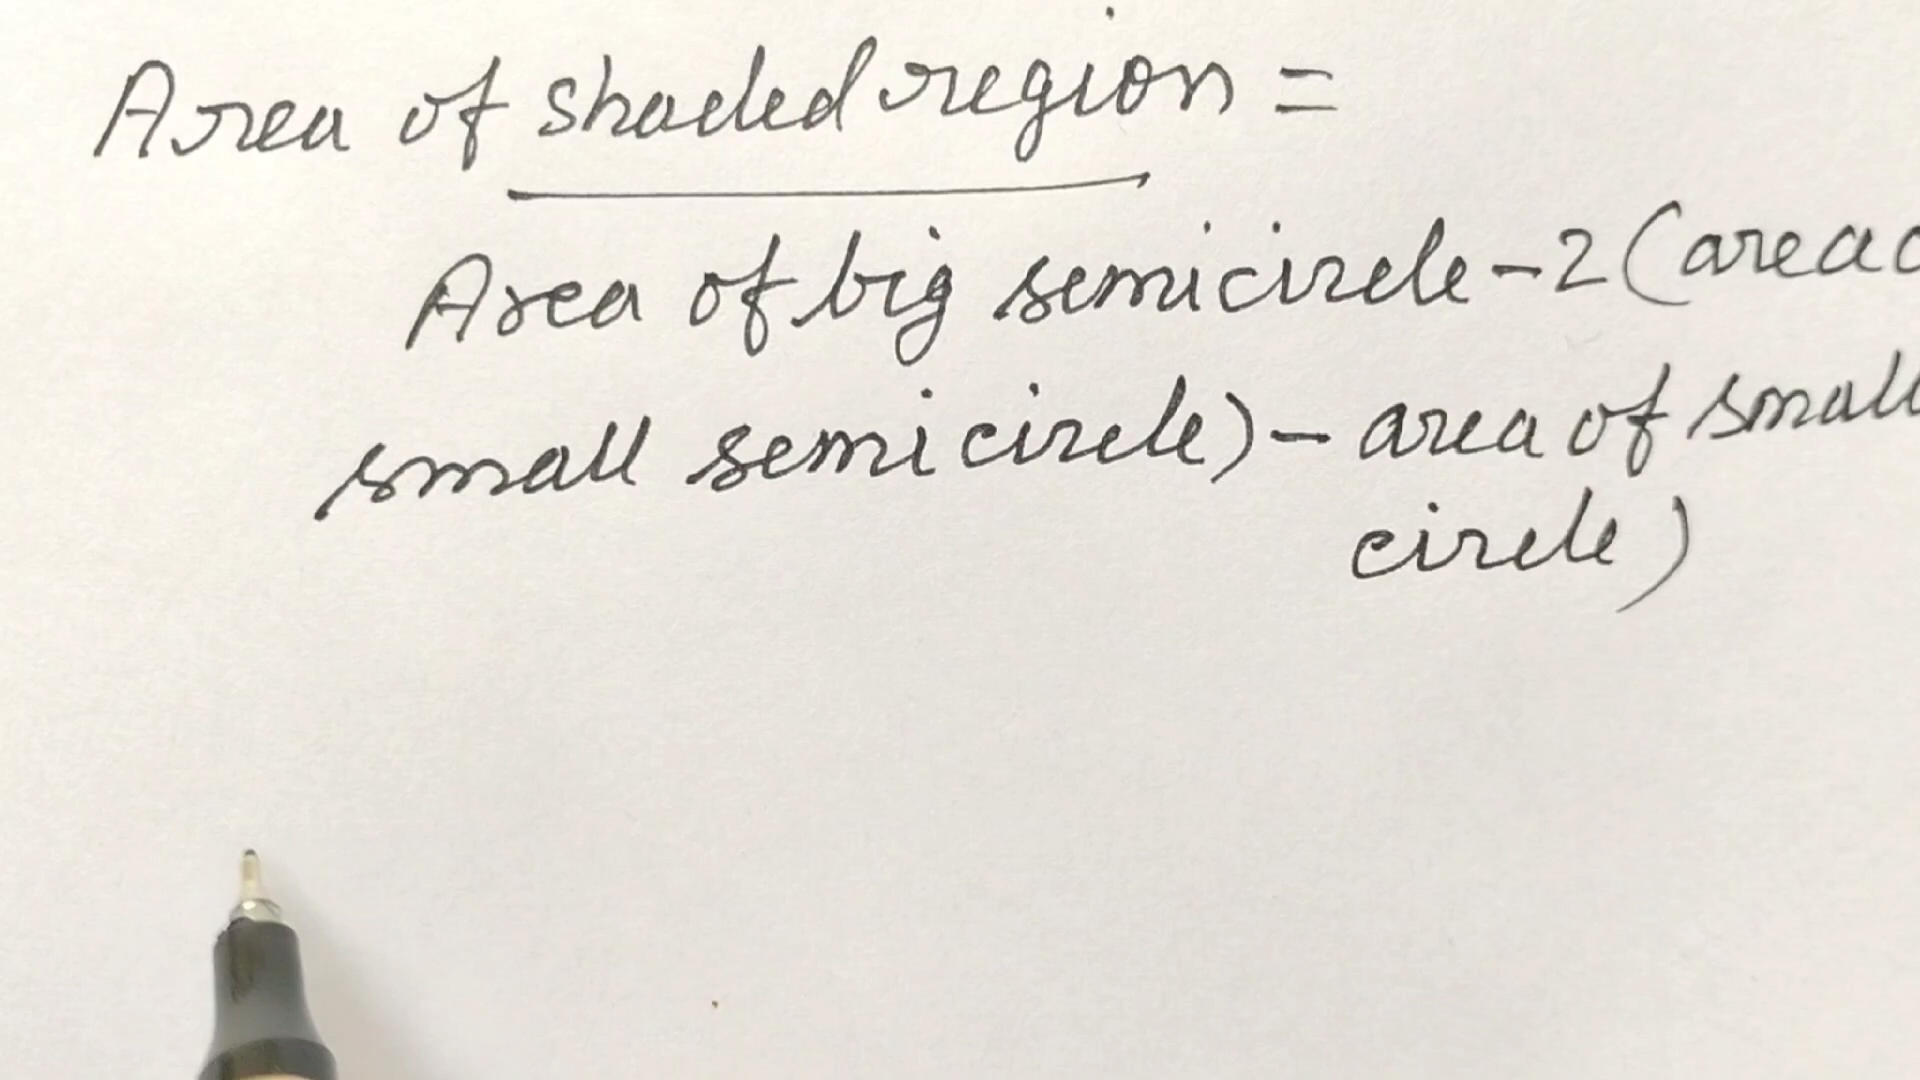 Area of shaded region =
Area of big semicircle - 2 (area
small semicircle) - area of small
circle)